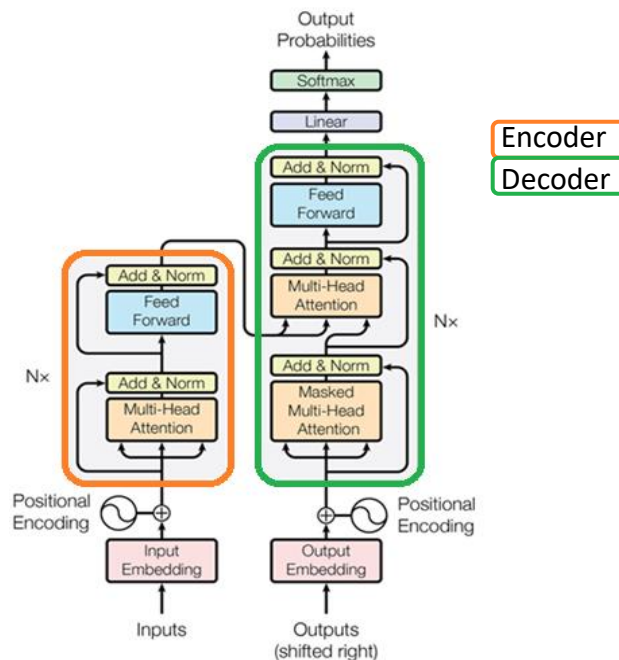 Output
Probabilities
Softmax
Linear
Encoder
Decoder
Add & Norm
Feed
Forward
Add & Norm
Multi-Head
Attention
Add & Norm
Feed
Forward
N×
N×
Add & Norm
Masked
Multi-Head
Attention
Add & Norm
Multi-Head
Attention
Positional
Encoding
Positional
Encoding
Input
Embedding
Output
Embedding
Inputs
Outputs
(shifted right)